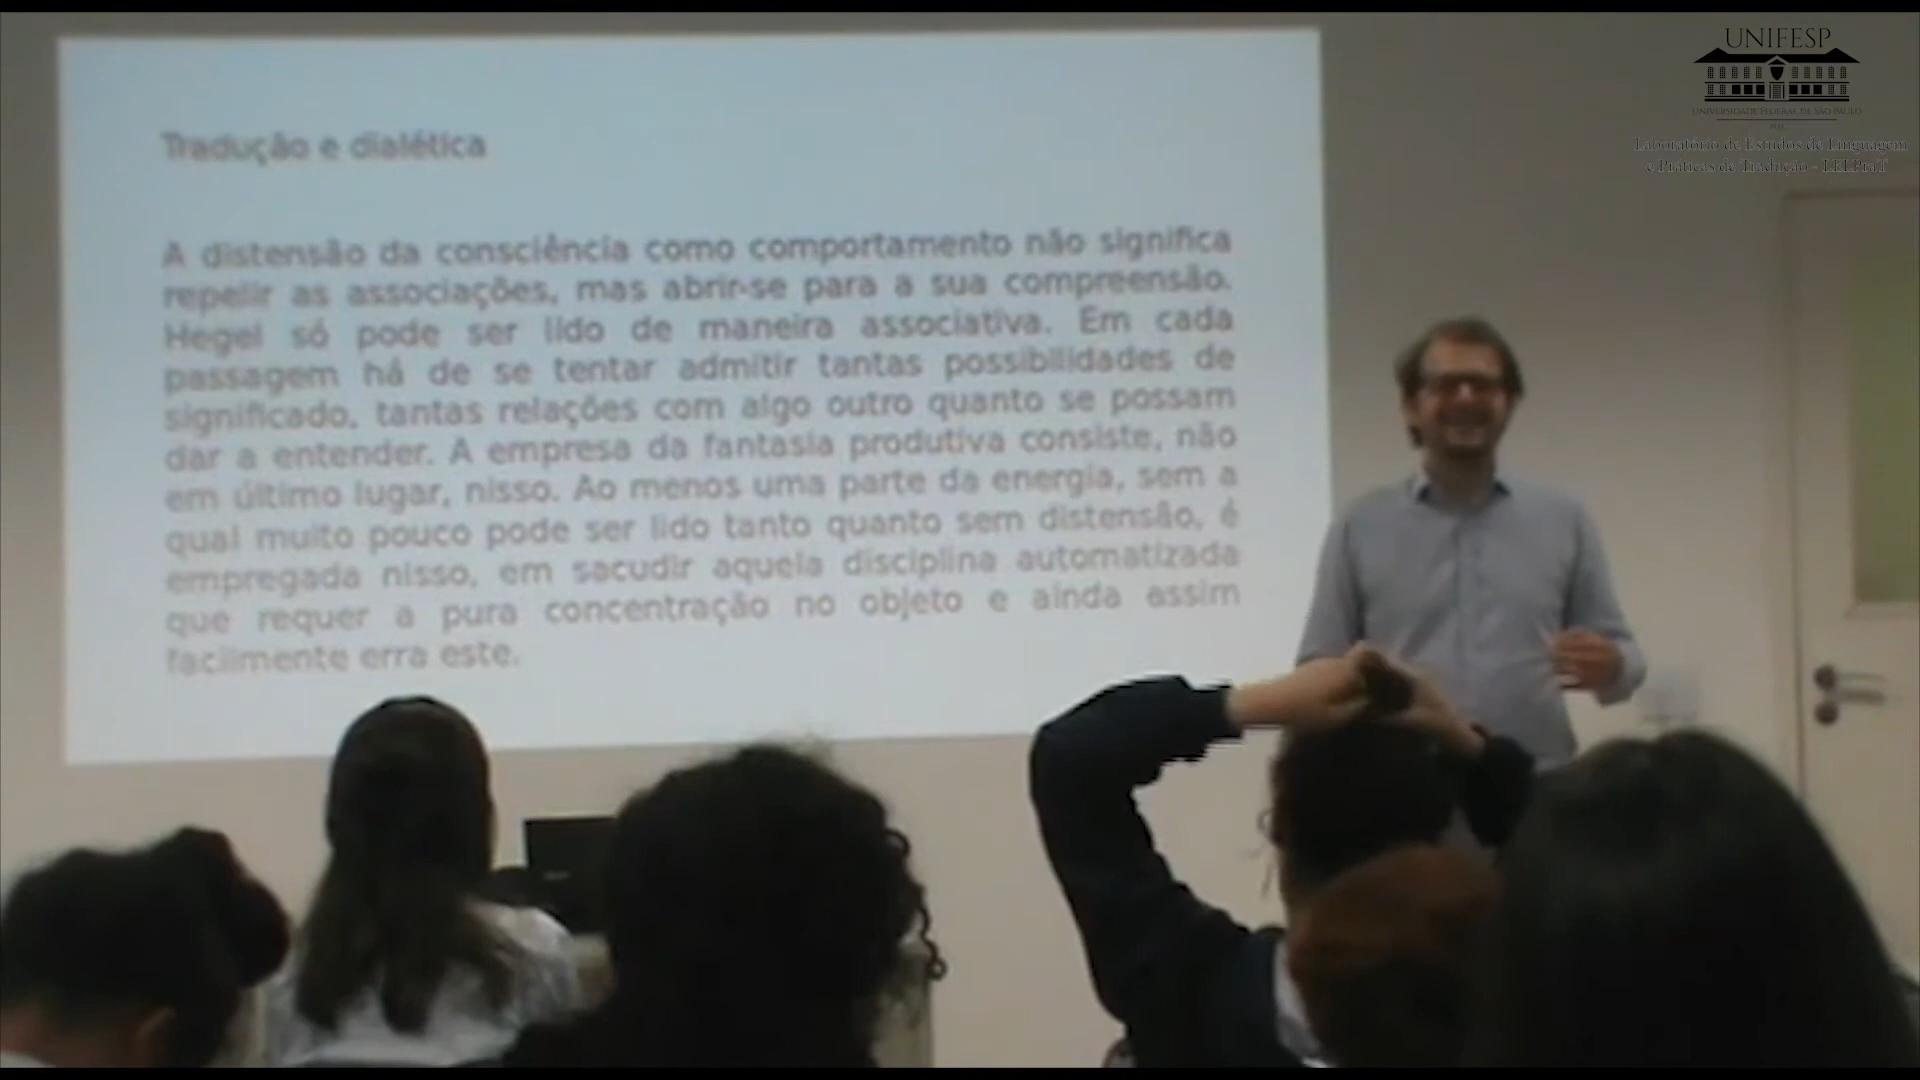 UNIFESP
UNIVERSIDADE FEDERAL DE SÃO PAULO
Laboratório de Estudos de Linguagem
e Práticas de Tradução - LELPraT
Tradução e dialética
A distensão da consciência como comportamento não significa
repelir as associações, mas abrir-se para a sua compreensão.
Hegel só pode ser lido de maneira associativa. Em cada
passagem há de se tentar admitir tantas possibilidades de
significado, tantas relações com algo outro quanto se possam
dar a entender. A empresa da fantasia produtiva consiste, não
em último lugar, nisso. Ao menos uma parte da energia, sem a
qual muito pouco pode ser lido tanto quanto sem distensão, é
empregada nisso, em sacudir aquela disciplina automatizada
que requer a pura concentração no objeto e ainda assim
facilmente erra este.